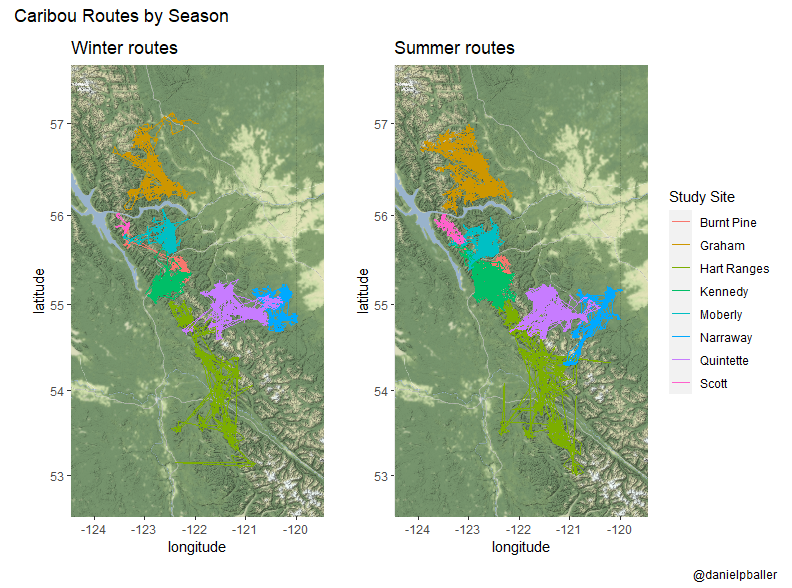 Caribou Routes by Season
Winter routes
Summer routes
57
56
55
54
53
latitude
-124
-123
-122
-121
-120
longitude
57
56
55
54
53
latitude
-124
-123
-122
-121
-120
longitude
Study Site
Burnt Pine
Graham
Hart Ranges
Kennedy
Moberly
Narraway
Quintette
Scott
@danielpballer